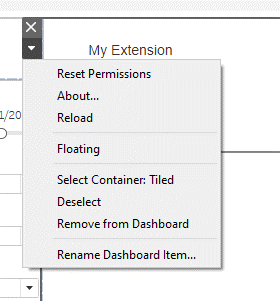 My Extension
Reset Permissions
About...
Reload
1/20
Floating
Select Container: Tiled
Deselect
Remove from Dashboard
Rename Dashboard Item...